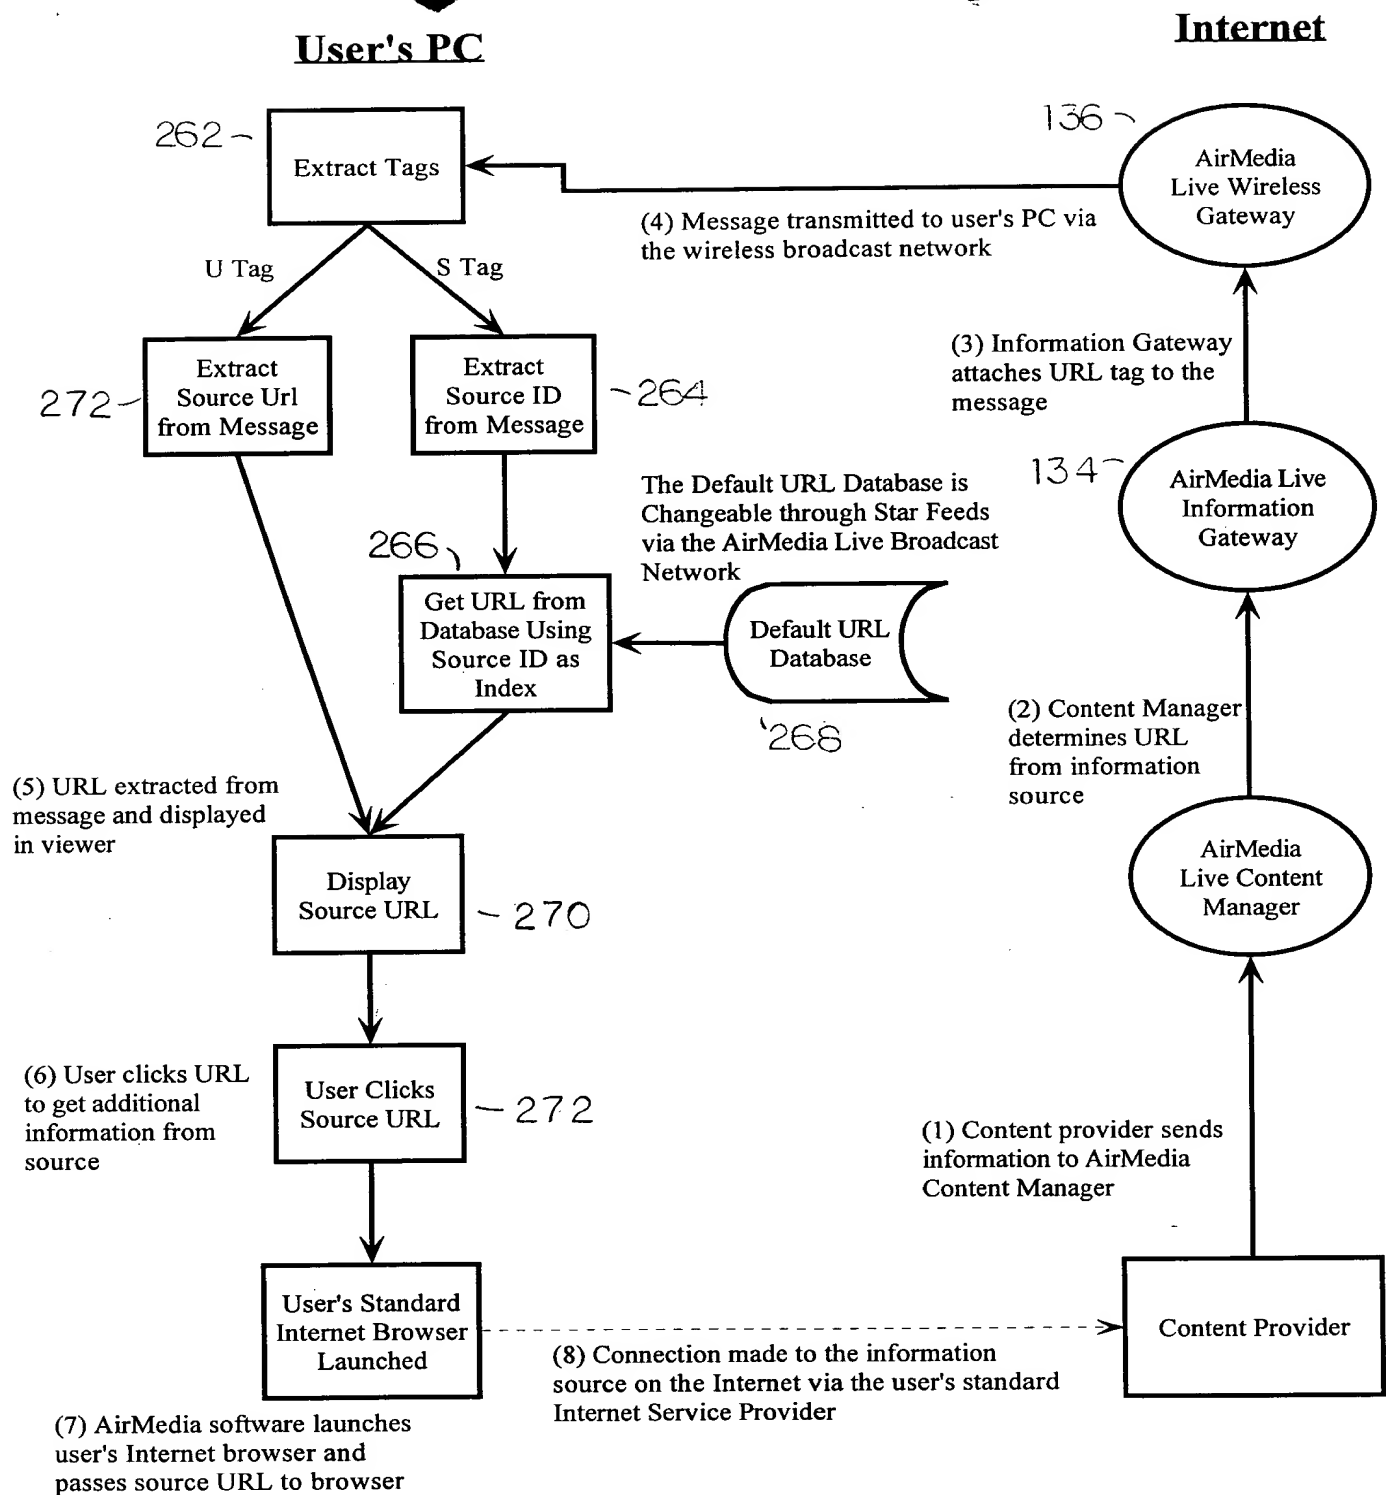 User's PC
Internet
262
Extract Tags
136
AirMedia
Live Wireless
Gateway
(4) Message transmitted to user's PC via
the wireless broadcast network
U Tag
S Tag
(3) Information Gateway
attaches URL tag to the
message
272
Extract
Source Url
from Message
Extract
Source ID
from Message
264
134
AirMedia Live
Information
Gateway
The Default URL Database is
Changeable through Star Feeds
via the AirMedia Live Broadcast
Network
266
Get URL from
Database Using
Source ID as
Index
Default URL
Database
268
(2) Content Manager
determines URL
from information
source
(5) URL extracted from
message and displayed
in viewer
Display
Source URL
270
AirMedia
Live Content
Manager
(6) User clicks URL
to get additional
information from
source
User Clicks
Source URL
272
(1) Content provider sends
information to AirMedia
Content Manager
User's Standard
Internet Browser
Launched
Content Provider
(8) Connection made to the information
source on the Internet via the user's standard
Internet Service Provider
(7) AirMedia software launches
user's Internet browser and
passes source URL to browser